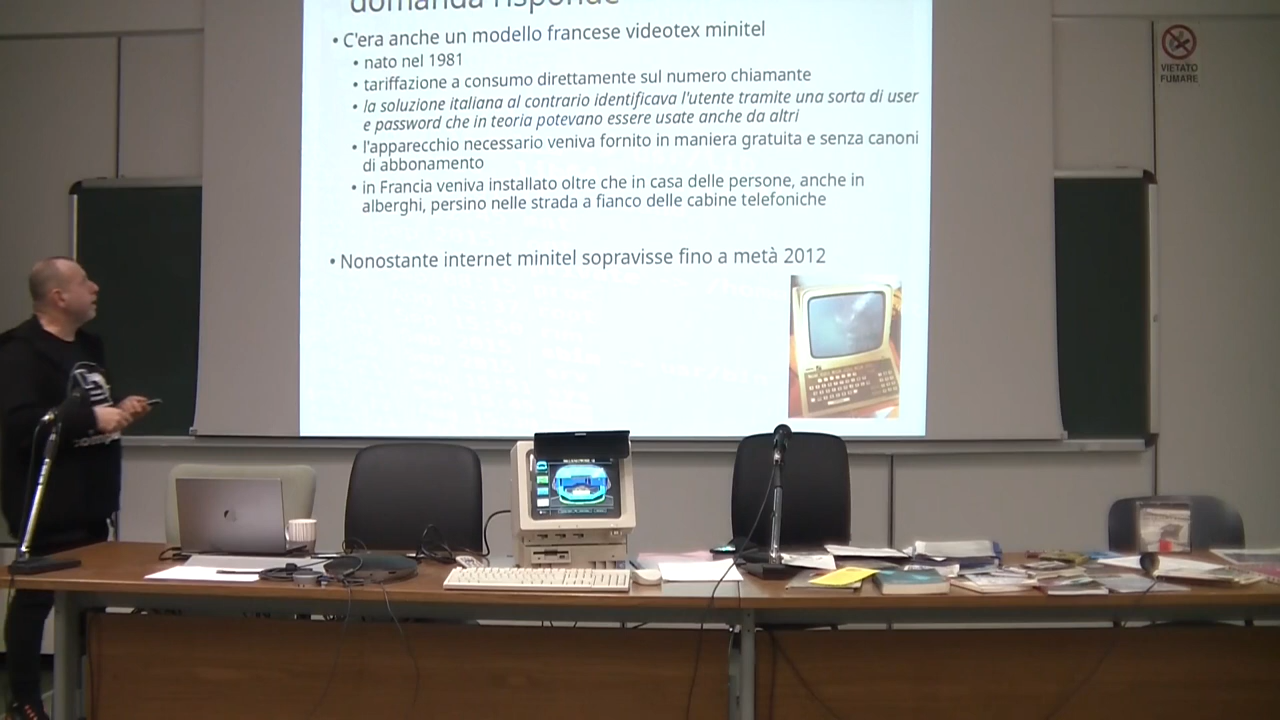 domanda risponde
• C'era anche un modello francese videotex minitel
• nato nel 1981
• tariffazione a consumo direttamente sul numero chiamante
• la soluzione italiana al contrario identificava l'utente tramite una sorta di user
e password che in teoria potevano essere usate anche da altri
• l'apparecchio necessario veniva fornito in maniera gratuita e senza canoni
di abbonamento
• in Francia veniva installato oltre che in casa delle persone, anche in
alberghi, persino nelle strada a fianco delle cabine telefoniche
• Nonostante internet minitel sopravisse fino a metà 2012
VIETATO
FUMARE